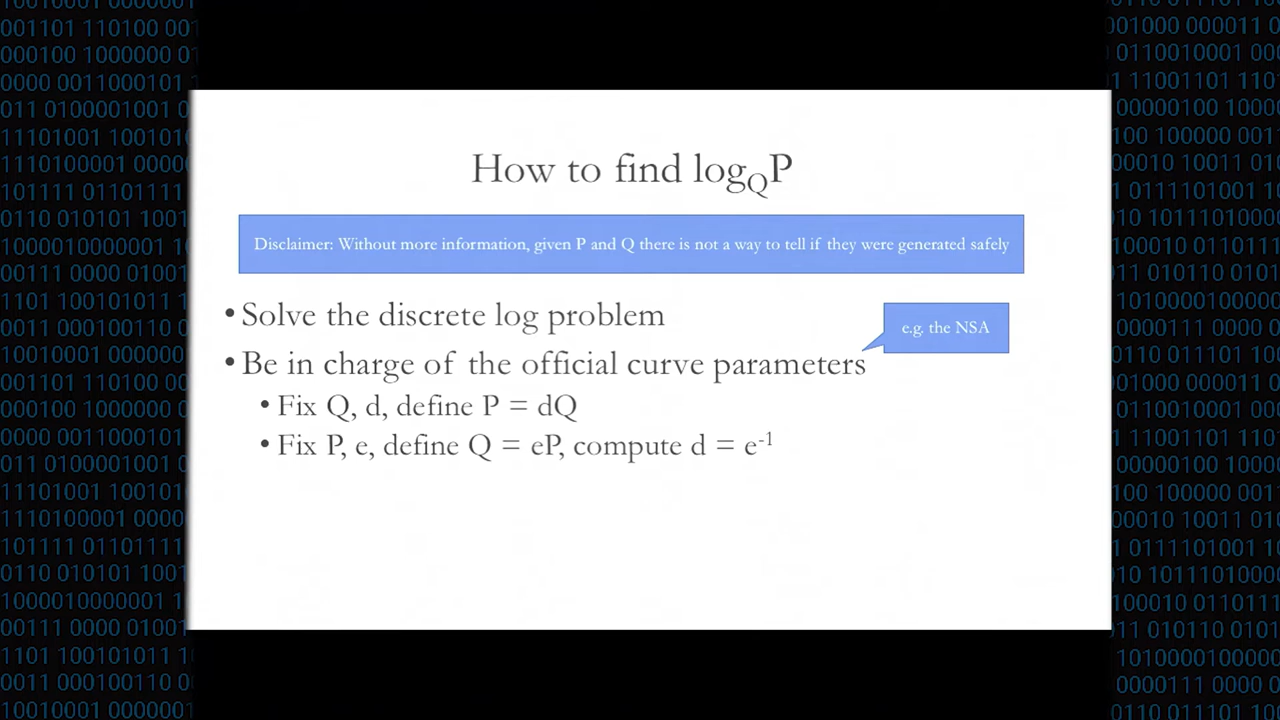 How to find log_QP
Disclaimer: Without more information, given P and Q there is not a way to tell if they were generated safely
• Solve the discrete log problem
e.g. the NSA
• Be in charge of the official curve parameters
• Fix Q, d, define P = dQ
• Fix P, e, define Q = eP, compute d = e⁻¹